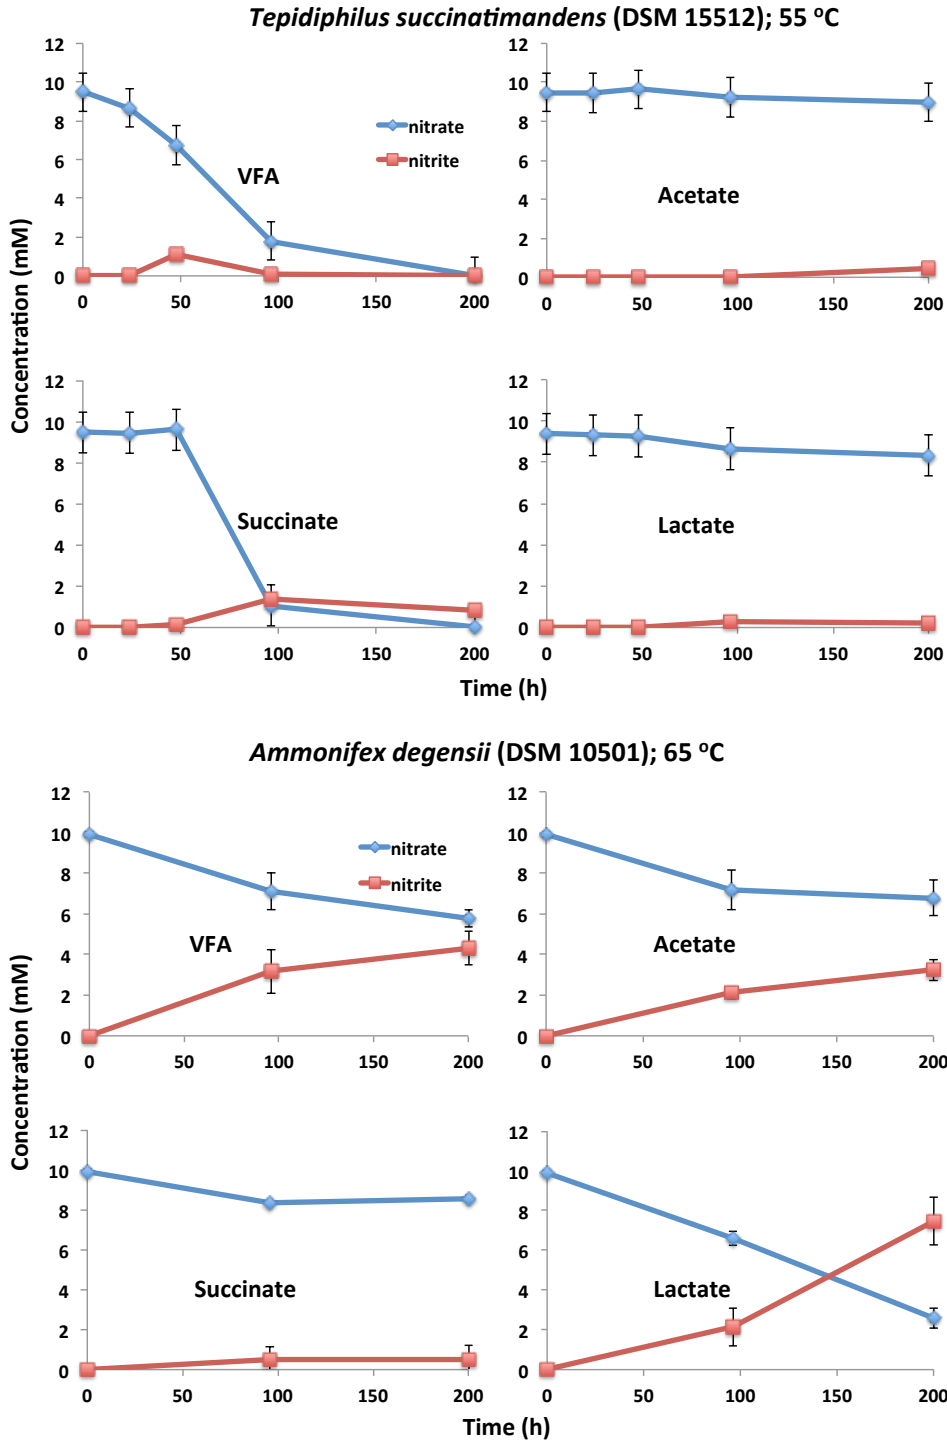 Tepidiphilus succinatimandens (DSM 15512); 55 °C
Concentration (mM)
12
10
8
6
4
2
0
0 50 100 150 200
nitrate
nitrite
VFA
12
10
8
6
4
2
0
0 50 100 150 200
Acetate
12
10
8
6
4
2
0
0 50 100 150 200
Succinate
12
10
8
6
4
2
0
0 50 100 150 200
Lactate
Time (h)
Ammonifex degensii (DSM 10501); 65 °C
Concentration (mM)
12
10
8
6
4
2
0
0 50 100 150 200
nitrate
nitrite
VFA
12
10
8
6
4
2
0
0 50 100 150 200
Acetate
12
10
8
6
4
2
0
0 50 100 150 200
Succinate
12
10
8
6
4
2
0
0 50 100 150 200
Lactate
Time (h)